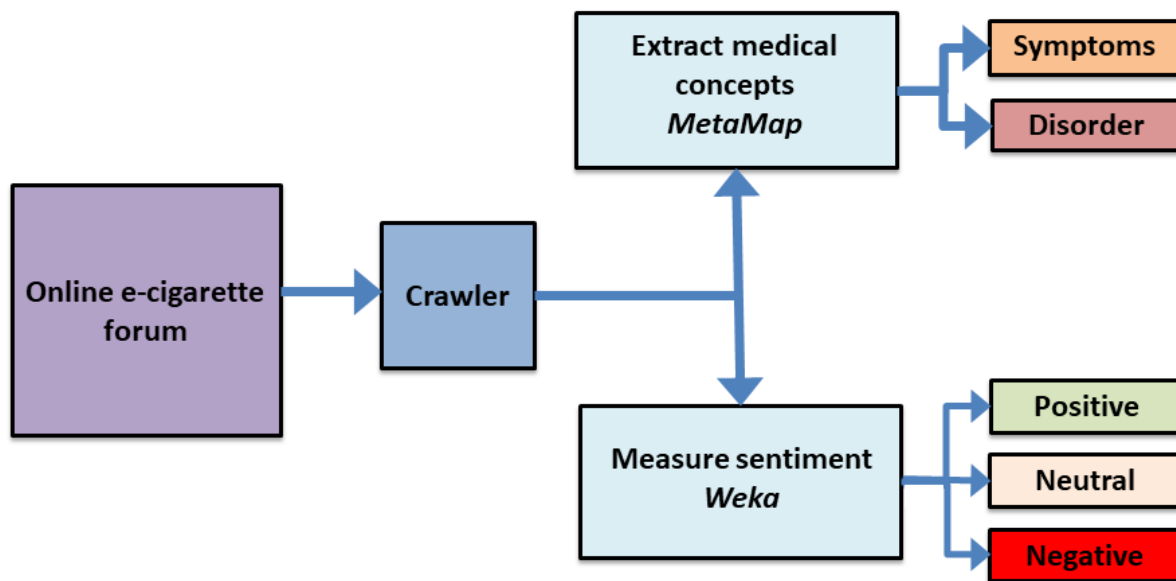 Online e-cigarette
forum
Crawler
Extract medical
concepts
MetaMap
Symptoms
Disorder
Measure sentiment
Weka
Positive
Neutral
Negative